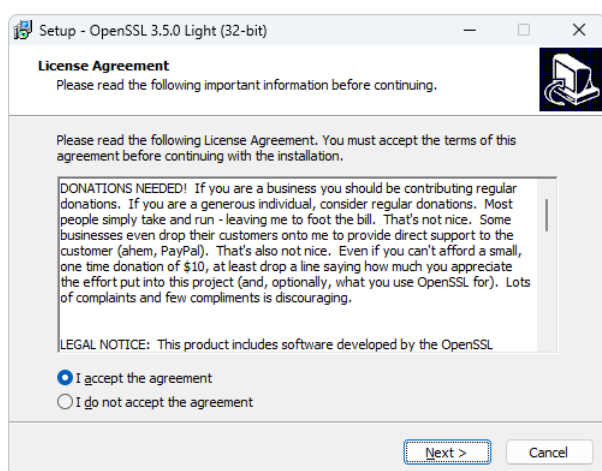 Setup - OpenSSL 3.5.0 Light (32-bit)
License Agreement
Please read the following important information before continuing.
Please read the following License Agreement. You must accept the terms of this
agreement before continuing with the installation.
DONATIONS NEEDED!  If you are a business you should be contributing regular
donations.  If you are a generous individual, consider regular donations.  Most
people simply take and run - leaving me to foot the bill.  That's not nice.  Some
businesses even drop their customers onto me to provide direct support to the
customer (ahem, PayPal).  That's also not nice.  Even if you can't afford a small,
one time donation of $10, at least drop a line saying how much you appreciate
the effort put into this project (and, optionally, what you use OpenSSL for).  Lots
of complaints and few compliments is discouraging.
LEGAL NOTICE:  This product includes software developed by the OpenSSL
I accept the agreement
I do not accept the agreement
Next >
Cancel